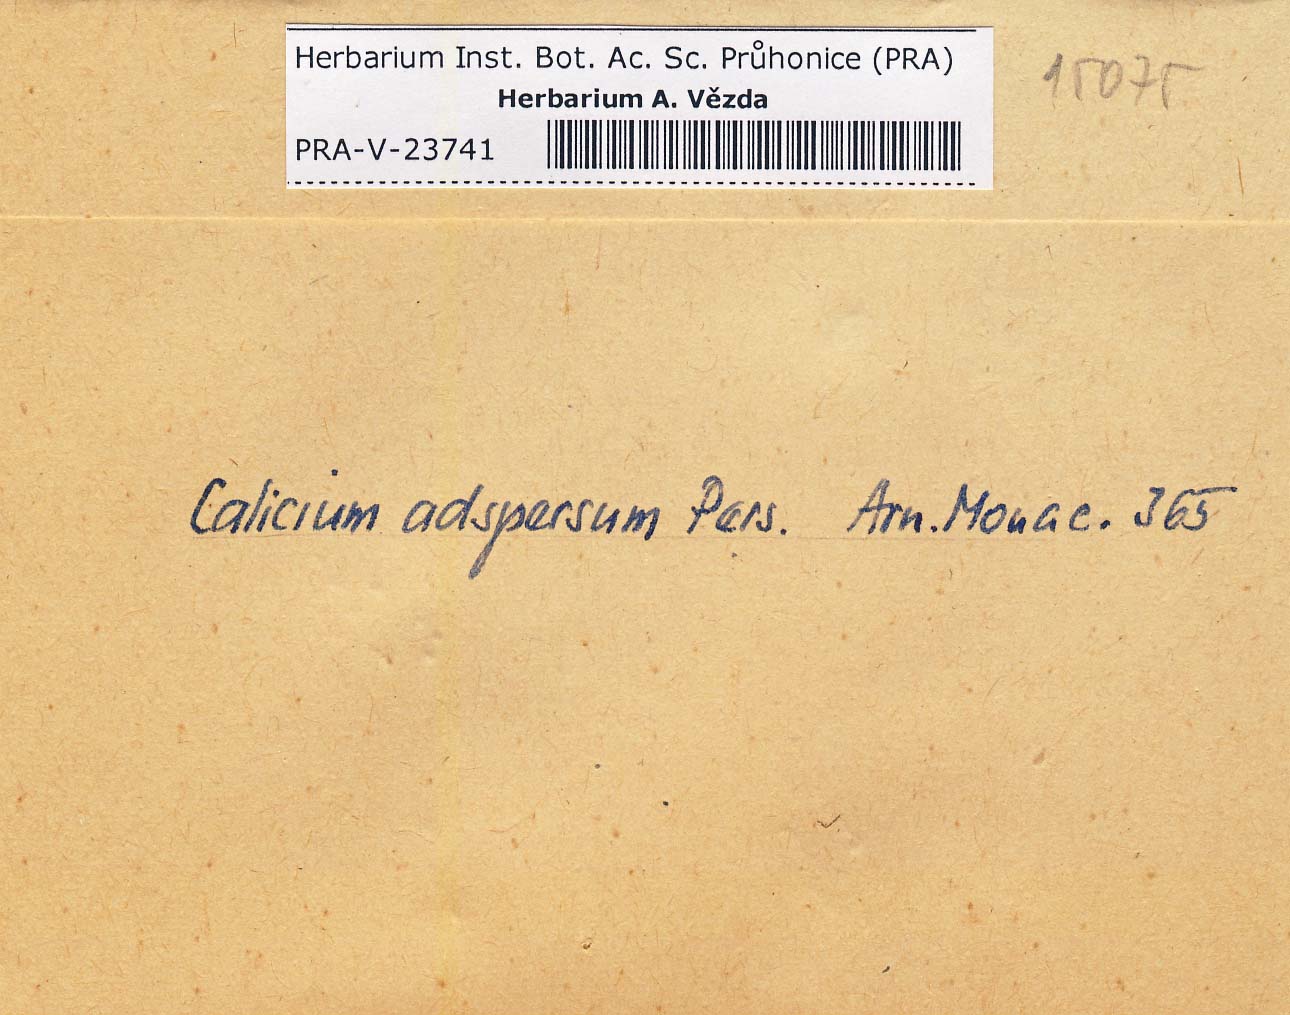 Herbarium Inst. Bot. Ac. Sc. Průhonice (PRA)
Herbarium A. Vězda
PRA-V-23741
15075
Calicium adspersum Pers. Arn. Monac. 365